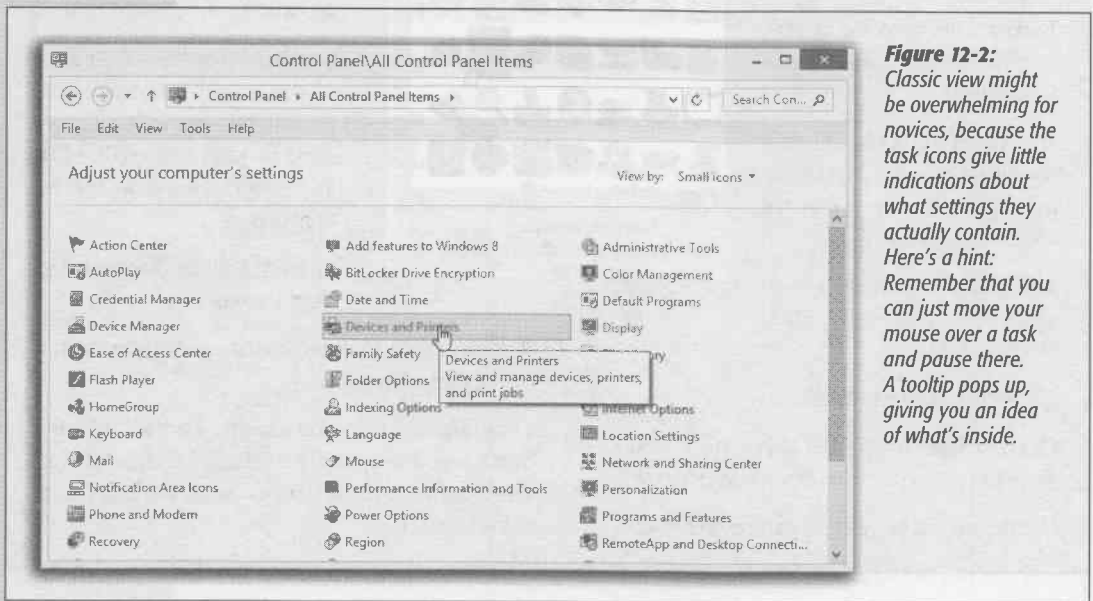 Control Panel\All Control Panel Items
Control Panel All Control Panel Items Search Con...
File Edit View Tools Help
Adjust your computer's settings
View by: Small icons
Action Center
Add features to Windows 8
Administrative Tools
AutoPlay
BitLocker Drive Encryption
Color Management
Credential Manager
Date and Time
Default Programs
Device Manager
Devices and Printers
Display
Ease of Access Center
Family Safety
Flash Player
Folder Options
Devices and Printers
View and manage devices, printers,
and print jobs
HomeGroup
Indexing Options
Internet Options
Keyboard
Language
Location Settings
Mail
Mouse
Network and Sharing Center
Notification Area Icons
Performance Information and Tools
Personalization
Phone and Modem
Power Options
Programs and Features
Recovery
Region
RemoteApp and Desktop Connecti...
Figure 12-2:
Classic view might
be overwhelming for
novices, because the
task icons give little
indications about
what settings they
actually contain.
Here's a hint:
Remember that you
can just move your
mouse over a task
and pause there.
A tooltip pops up,
giving you an idea
of what's inside.